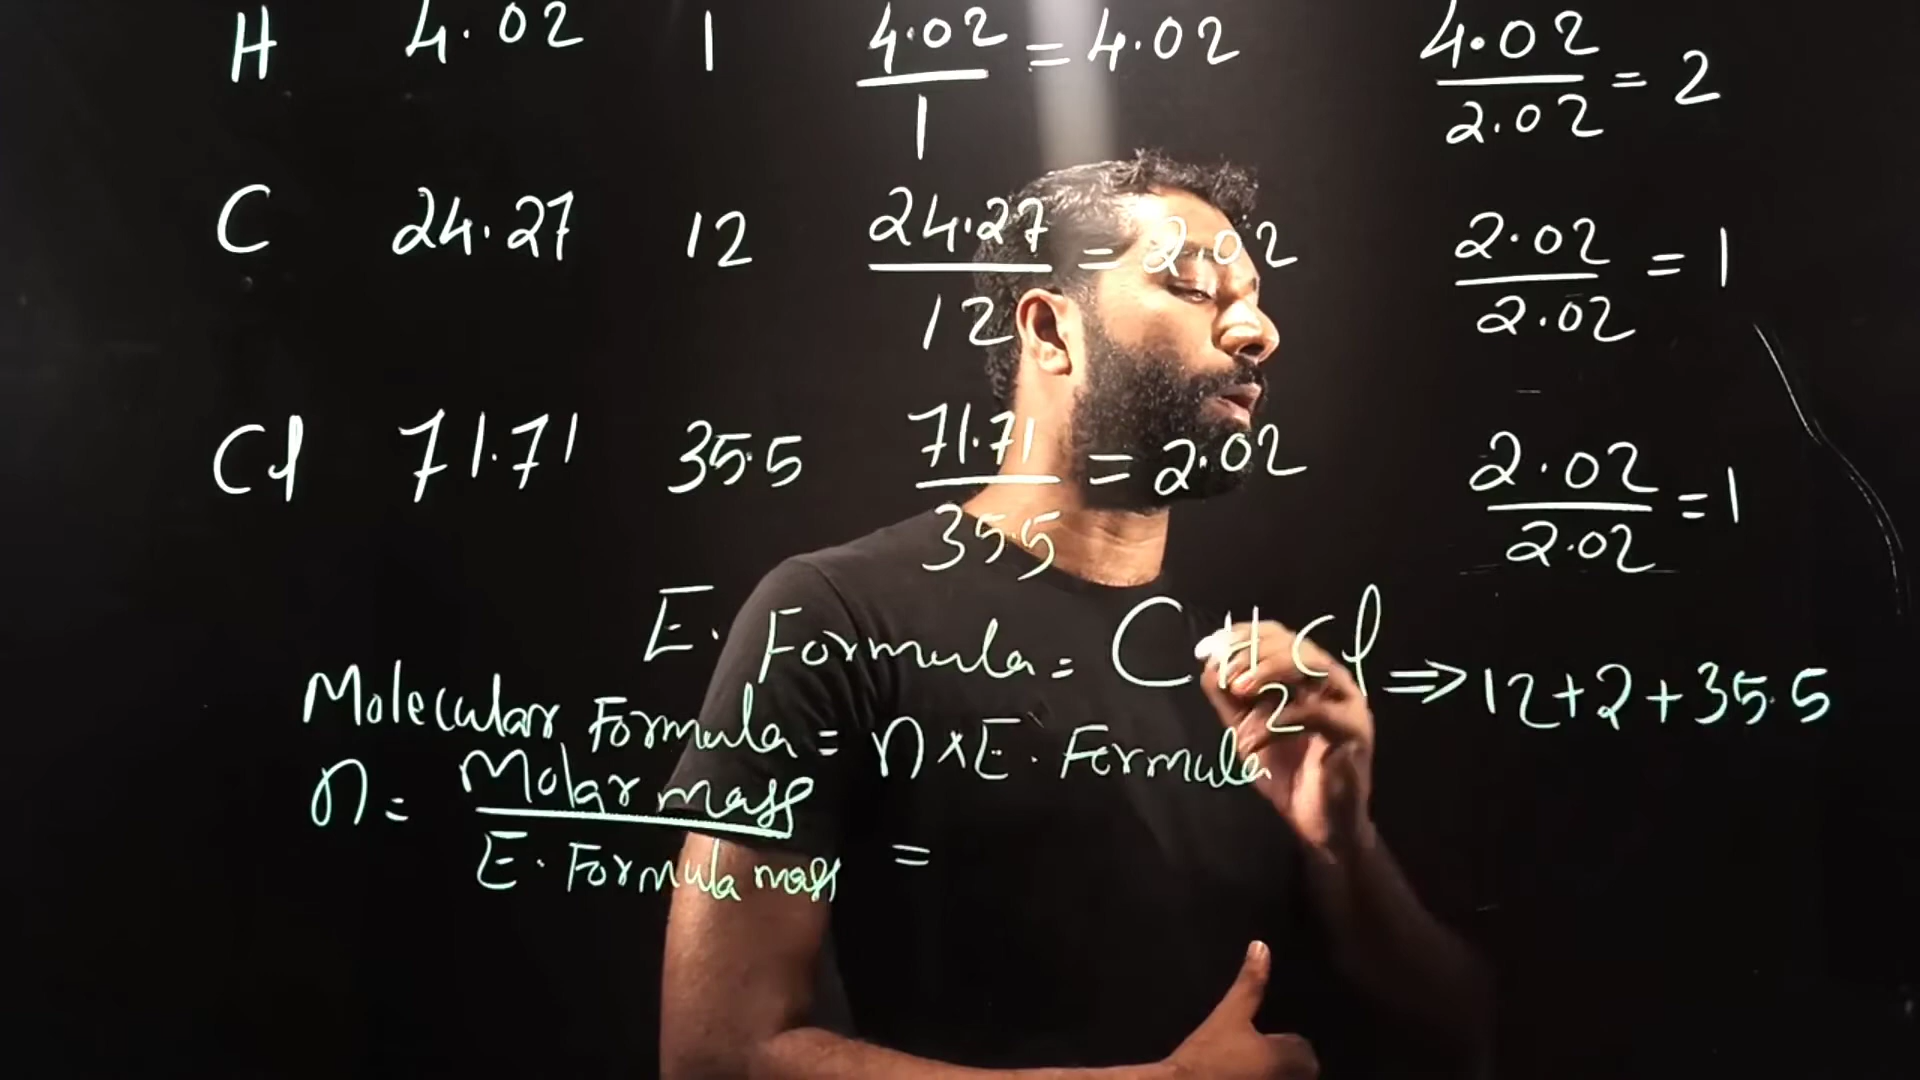 H 4.02 1 4.02/1 = 4.02 4.02/2.02 = 2
C 24.27 12 24.27/12 = 2.02 2.02/2.02 = 1
Cl 71.71 35.5 71.71/35.5 = 2.02 2.02/2.02 = 1
E. Formula = CH2Cl ⇒ 12+2+35.5
Molecular Formula = n×E. Formula
n = Molar mass/E. Formula mass =